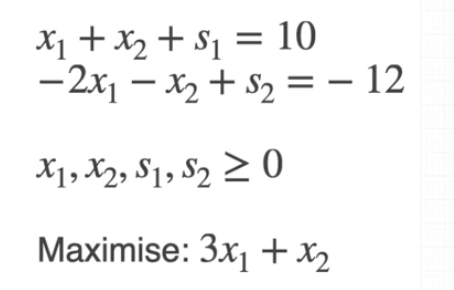 x₁ + x₂ + s₁ = 10
−2x₁ − x₂ + s₂ = − 12
x₁, x₂, s₁, s₂ ≥ 0
Maximise: 3x₁ + x₂